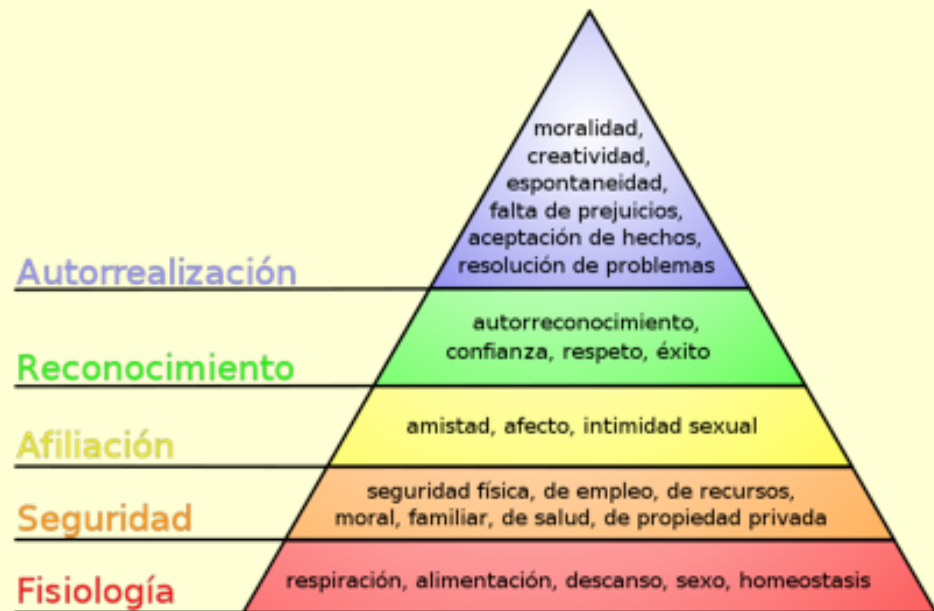 moralidad,
creatividad,
espontaneidad,
falta de prejuicios,
aceptación de hechos,
resolución de problemas
Autorrealización
autorreconocimiento,
confianza, respeto, éxito
Reconocimiento
amistad, afecto, intimidad sexual
Afiliación
seguridad física, de empleo, de recursos,
moral, familiar, de salud, de propiedad privada
Seguridad
respiración, alimentación, descanso, sexo, homeostasis
Fisiología